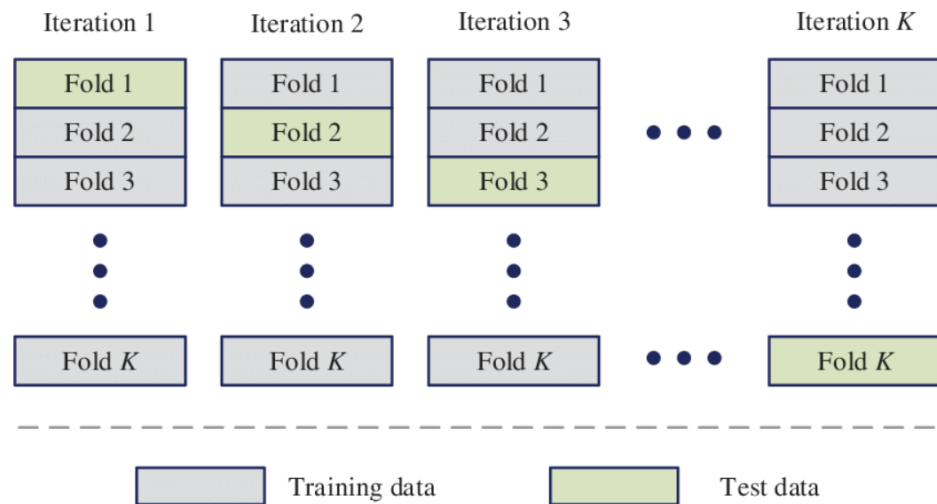 Iteration 1 Iteration 2 Iteration 3 Iteration K
Fold 1 Fold 1 Fold 1 Fold 1
Fold 2 Fold 2 Fold 2 Fold 2
Fold 3 Fold 3 Fold 3 Fold 3
Fold K Fold K Fold K Fold K
Training data Test data